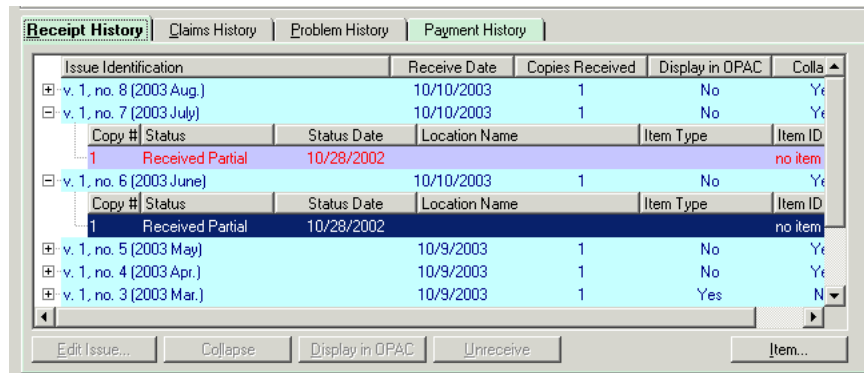 Receipt History Claims History Problem History Payment History
Issue Identification Receive Date Copies Received Display in OPAC Colla
v. 1, no. 8 (2003 Aug.) 10/10/2003 1 No Ye
v. 1, no. 7 (2003 July) 10/10/2003 1 No Ye
Copy # Status Status Date Location Name Item Type Item ID
1 Received Partial 10/28/2002 no item
v. 1, no. 6 (2003 June) 10/10/2003 1 No Ye
Copy # Status Status Date Location Name Item Type Item ID
1 Received Partial 10/28/2002 no item
v. 1, no. 5 (2003 May) 10/9/2003 1 No Ye
v. 1, no. 4 (2003 Apr.) 10/9/2003 1 No Ye
v. 1, no. 3 (2003 Mar.) 10/9/2003 1 Yes N
Edit Issue... Collapse Display in OPAC Unreceive Item...